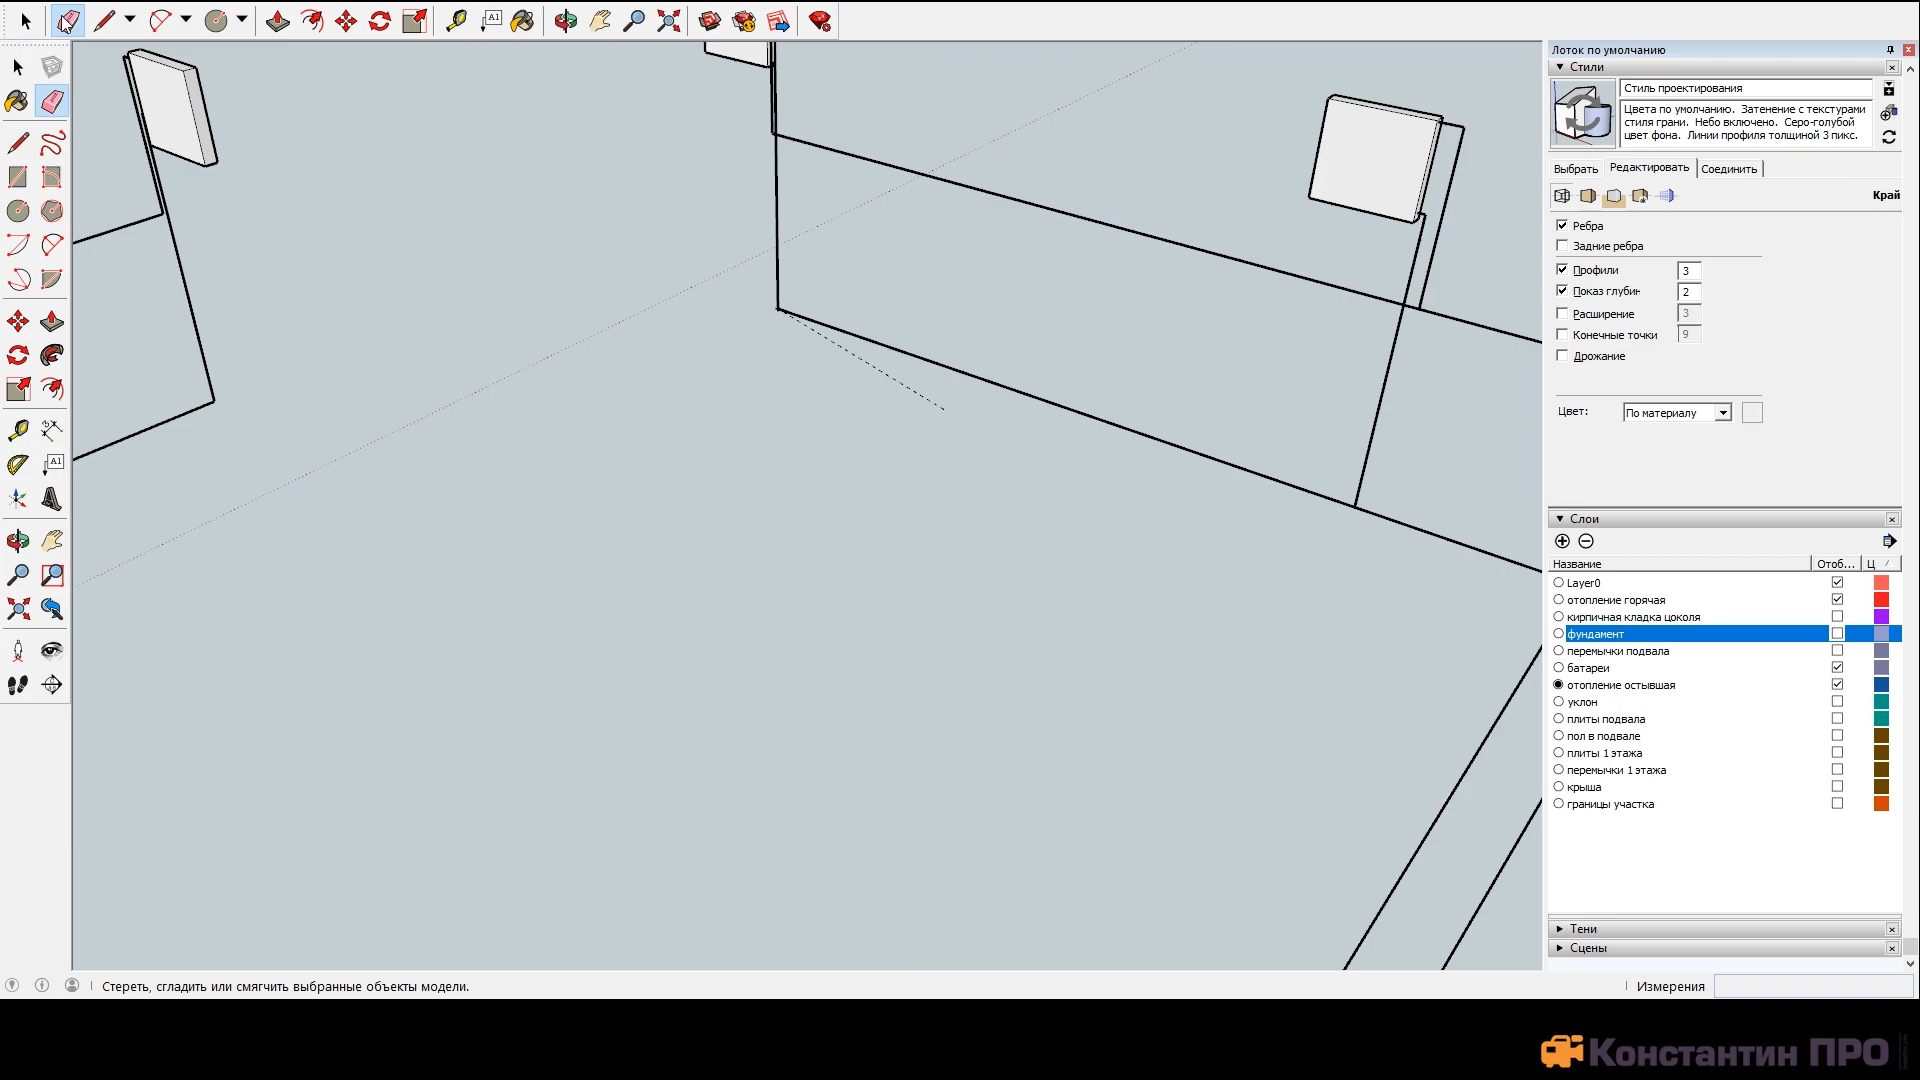 A1
Лоток по умолчанию
Стили
Стиль проектирования
Цвета по умолчанию. Затенение с текстурами
стиля грани. Небо включено. Серо-голубой
цвет фона. Линии профиля толщиной 3 пикс.
Выбрать Редактировать Соединить
Край
Ребра
Задние ребра
Профили 3
Показ глубин 2
Расширение 3
Конечные точки 9
Дрожание
Цвет: По материалу
A1
Слои
Название Отоб... Ц
Layer0
отопление горячая
кирпичная кладка цоколя
фундамент
перемычки подвала
батареи
отопление остывшая
уклон
плиты подвала
пол в подвале
плиты 1 этажа
перемычки 1 этажа
крыша
границы участка
Тени
Сцены
Стереть, сгладить или смягчить выбранные объекты модели.
Измерения
Константин ПРО